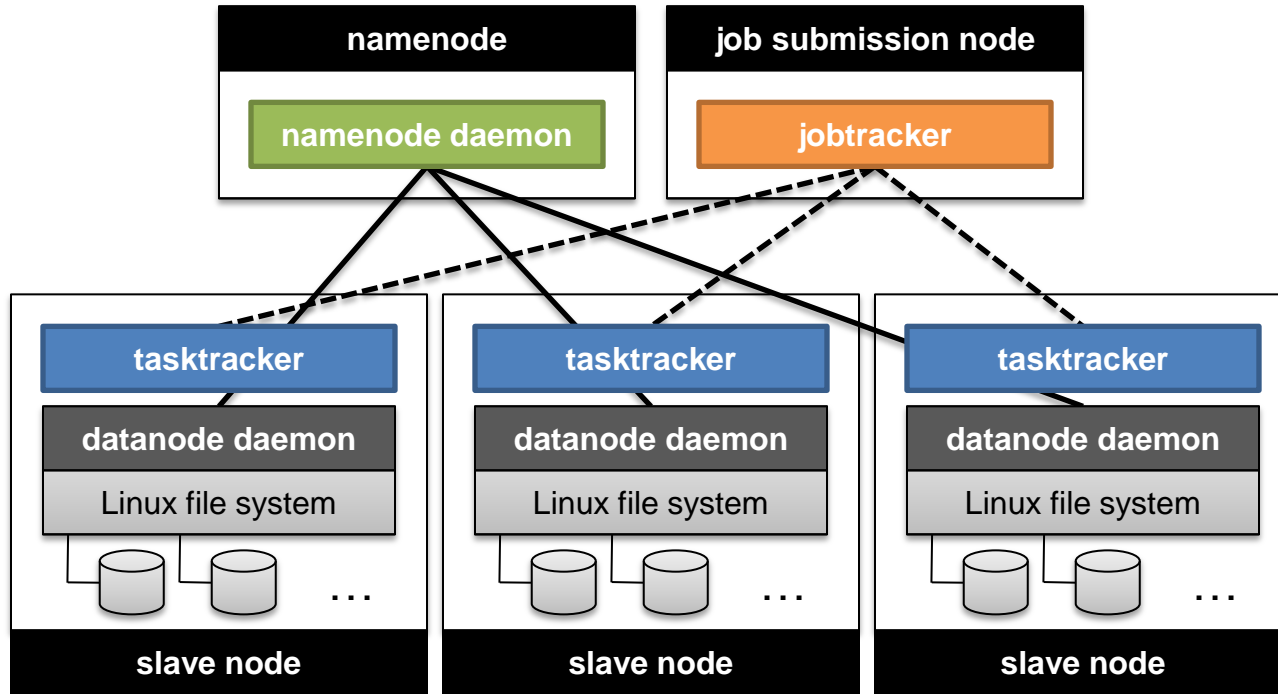 namenode
job submission node
namenode daemon
jobtracker
tasktracker
tasktracker
tasktracker
datanode daemon
datanode daemon
datanode daemon
Linux file system
Linux file system
Linux file system
...
...
...
slave node
slave node
slave node